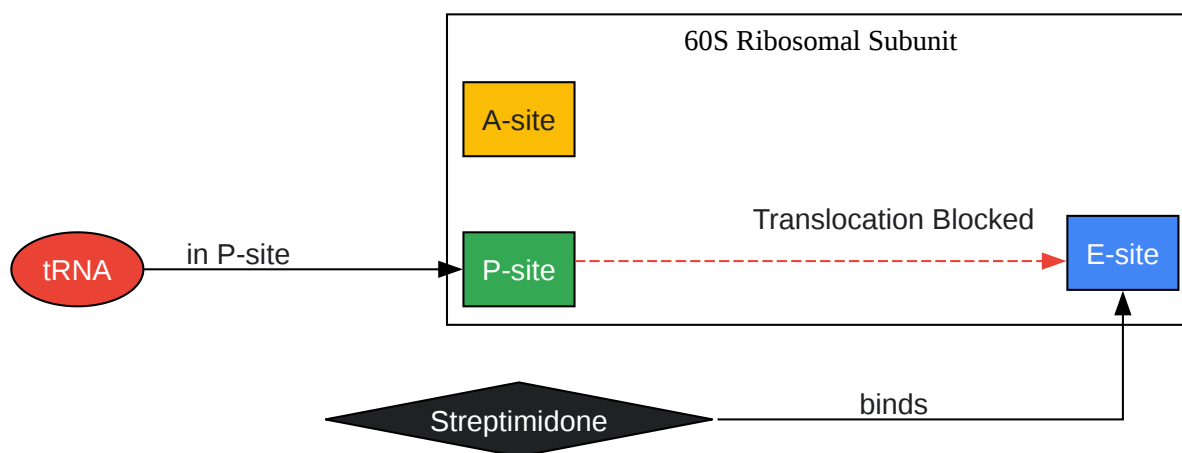 60S Ribosomal Subunit
A-site
Translocation Blocked
tRNA
in P-site
P-site
E-site
Streptimidone
binds